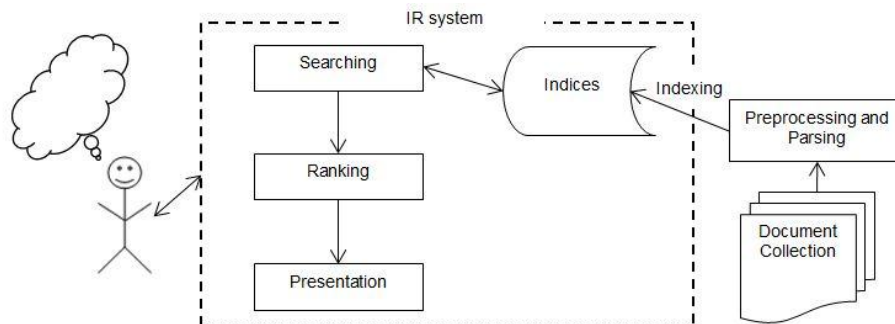 IR system
Searching
Indices
Indexing
Preprocessing and
Parsing
Ranking
Document
Collection
Presentation